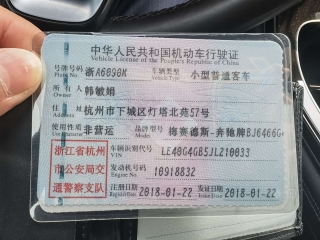 中华人民共和国机动车行驶证
Vehicle License of the People's Republic of China
号牌号码 浙A6090M 车辆类型 小型普通客车
Plate No. Vehicle Type
所有人 韩敏娟
Owner
住址 杭州市下城区灯塔北苑57号
Address
使用性质 非营运 品牌型号 梅赛德斯-奔驰牌BJ6466G
Model
浙江省杭州 车辆识别代号 LE40G4GB5JL210033
VIN
市公安局交 发动机号码 10918832
Engine No.
通警察支队 注册日期 2018-01-22 发证日期 2018-01-22
Register Date Issue Date